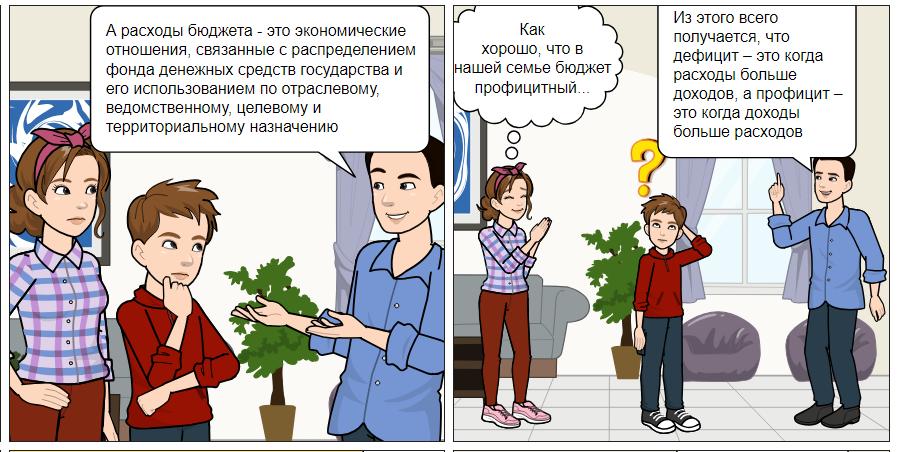 А расходы бюджета - это экономические
отношения, связанные с распределением
фонда денежных средств государства и
его использованием по отраслевому,
ведомственному, целевому и
территориальному назначению
Как
хорошо, что в
нашей семье бюджет
профицитный...
Из этого всего
получается, что
дефицит – это когда
расходы больше
доходов, а профицит –
это когда доходы
больше расходов
?